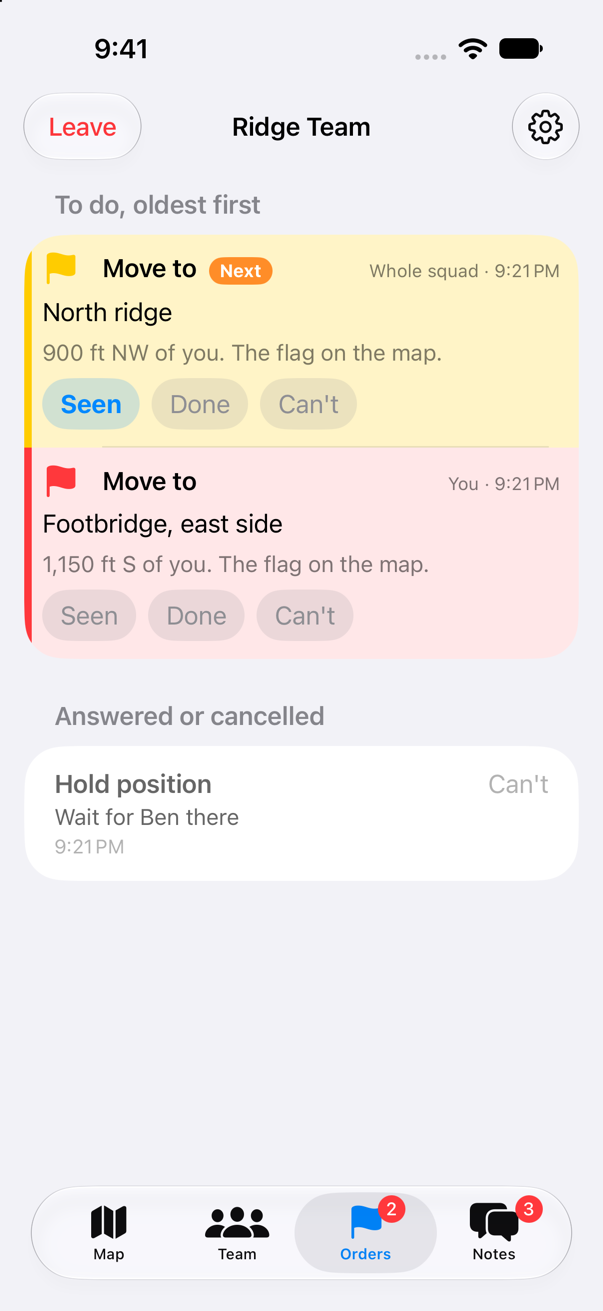 9:41
Leave
Ridge Team
To do, oldest first
Move to Next Whole squad · 9:21 PM
North ridge
900 ft NW of you. The flag on the map.
Seen Done Can't
Move to You · 9:21 PM
Footbridge, east side
1,150 ft S of you. The flag on the map.
Seen Done Can't
Answered or cancelled
Hold position Can't
Wait for Ben there
9:21 PM
2 3
Map Team Orders Notes